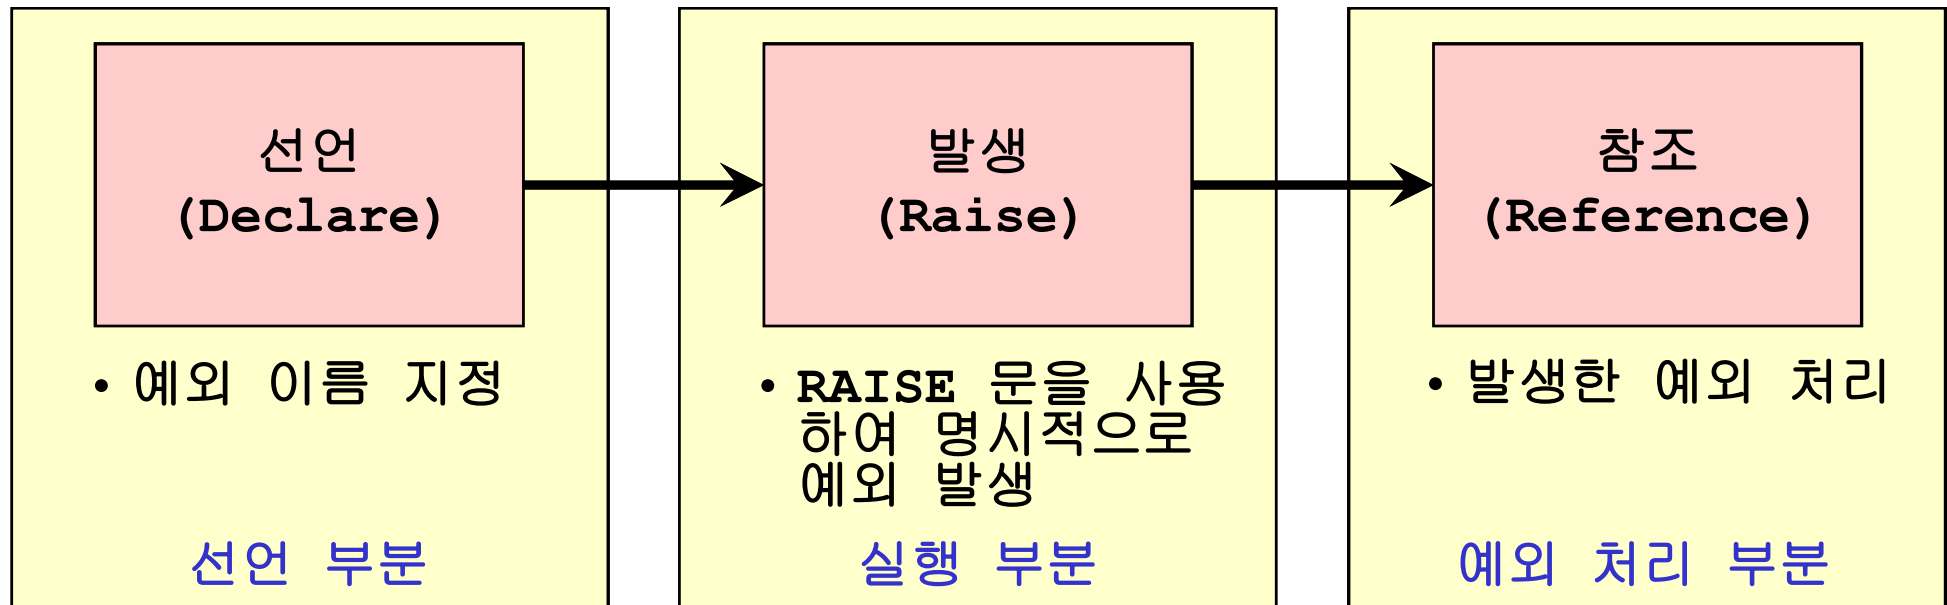 선언
(Declare)
• 예외 이름 지정
선언 부분
발생
(Raise)
• RAISE 문을 사용
하여 명시적으로
예외 발생
실행 부분
참조
(Reference)
• 발생한 예외 처리
예외 처리 부분